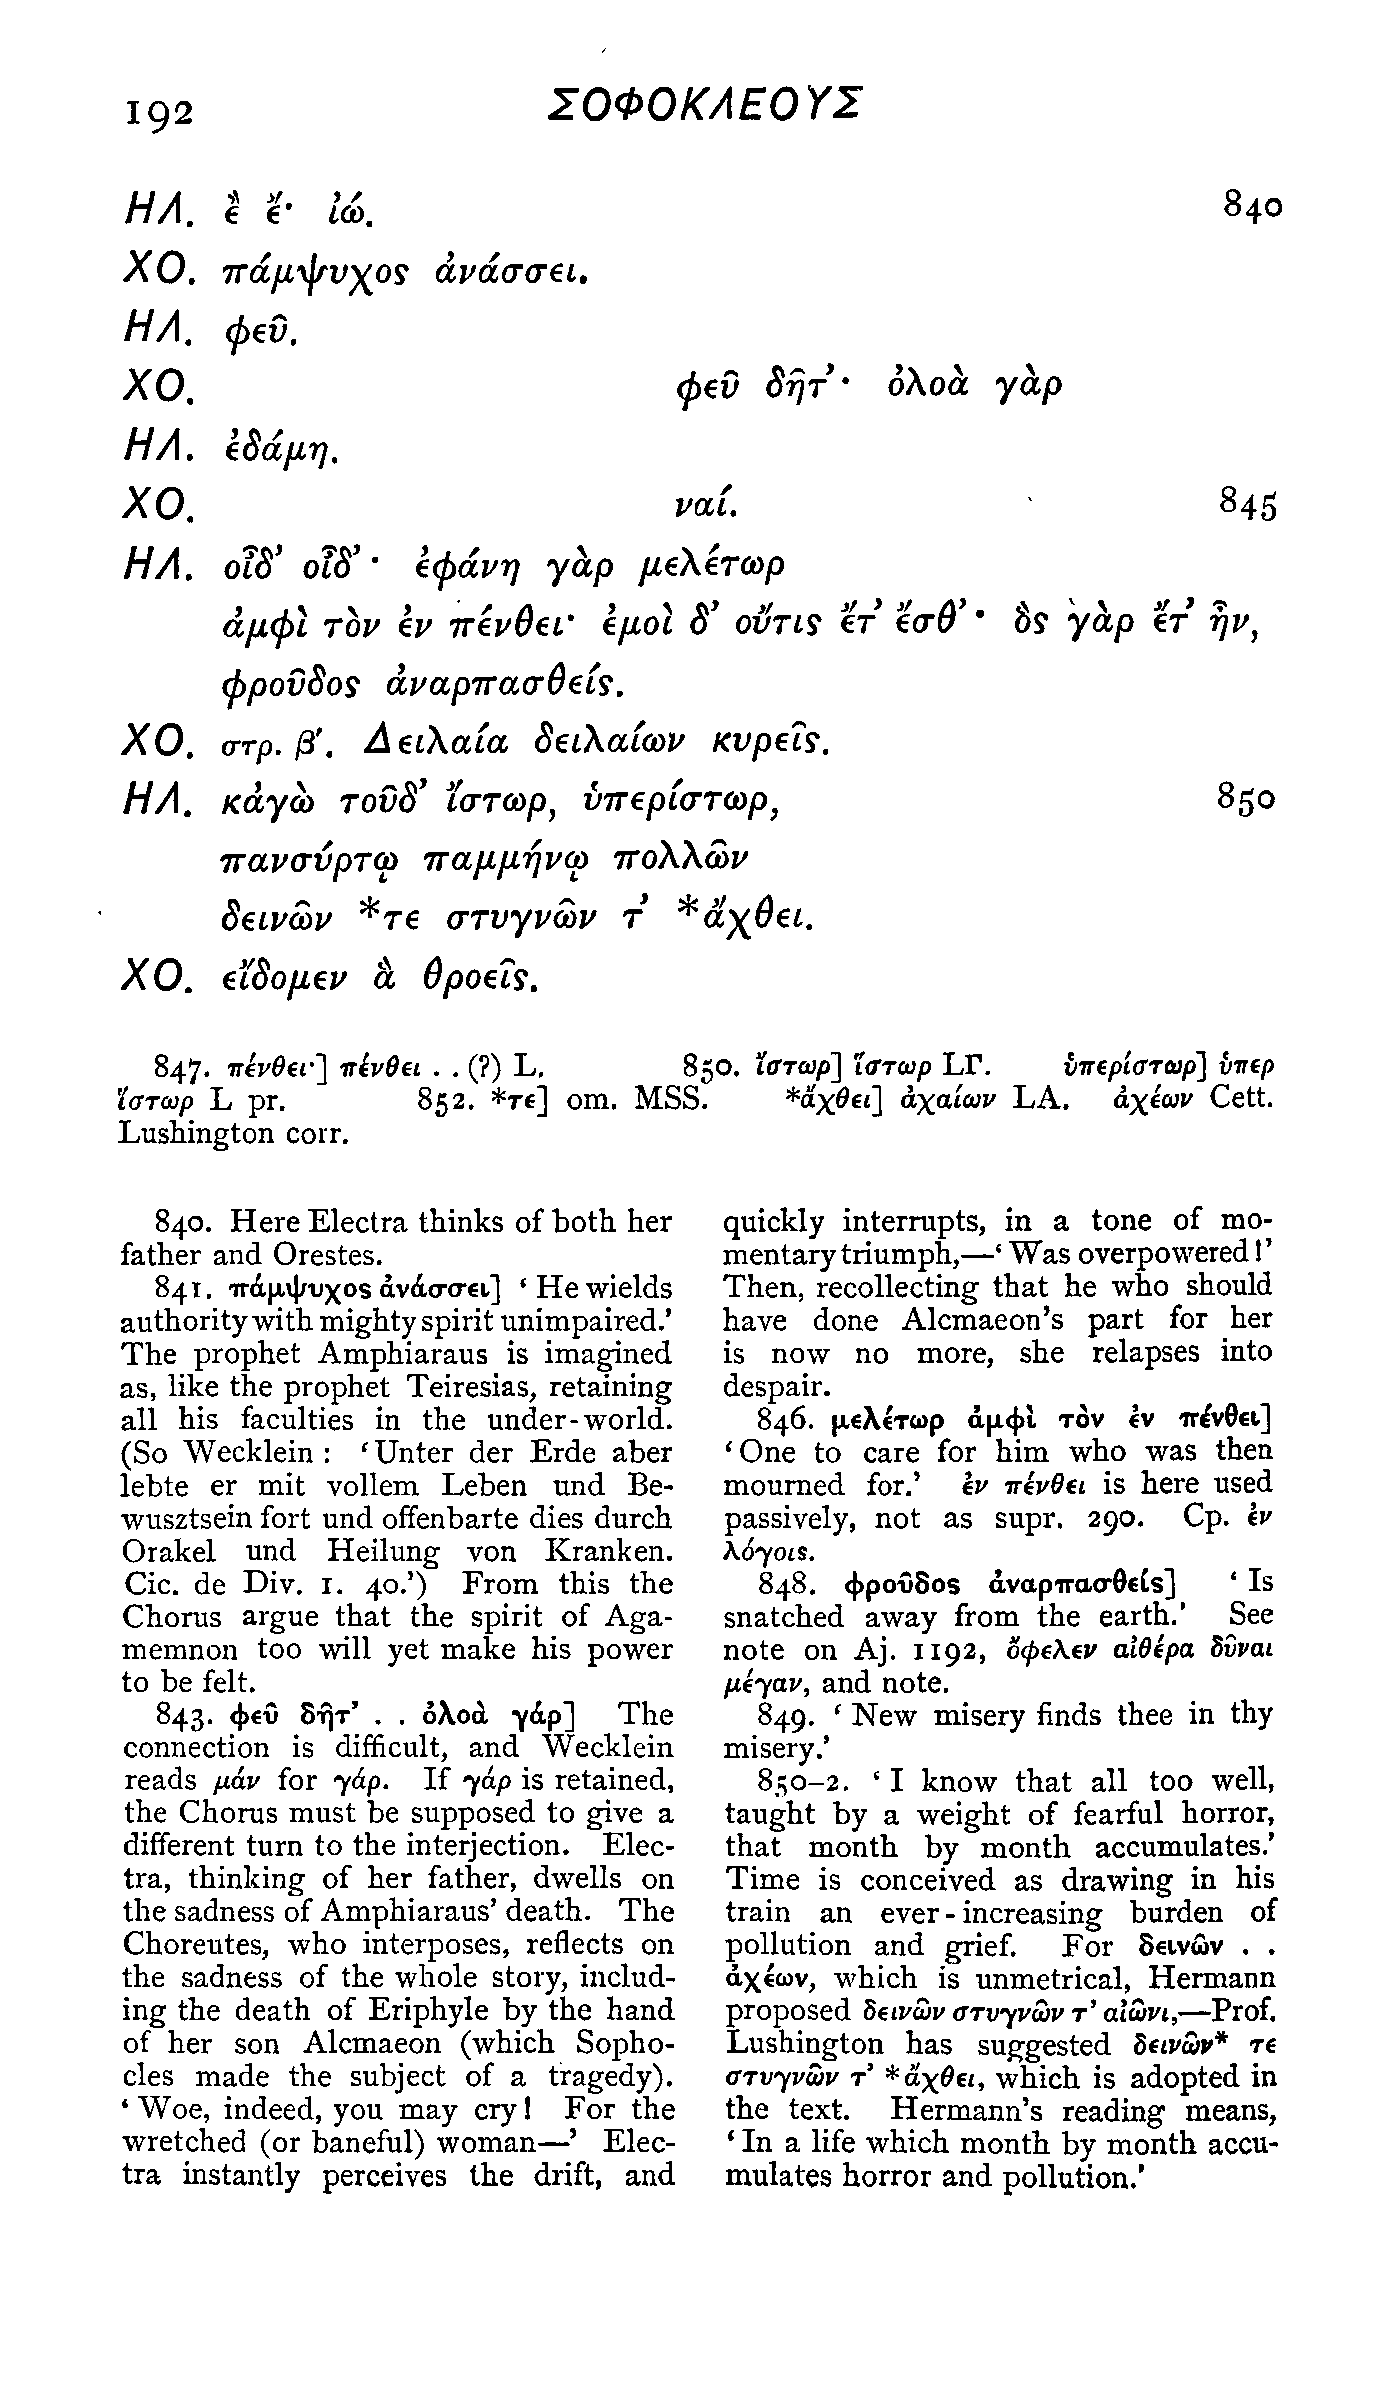 192 ΣΟΦΟΚΛΕΟΥΣ
ΗΛ. ἒ ἔ· ἰώ. 840
ΧΟ. πάμψυχος ἀνάσσει.
ΗΛ. φεῦ.
ΧΟ. φεῦ δῆτ᾽· ὀλοὰ γὰρ
ΗΛ. ἐδάμη.
ΧΟ. ναί. 845
ΗΛ. οἶδ᾽ οἶδ᾽· ἐφάνη γὰρ μελέτωρ
ἀμφὶ τὸν ἐν πένθει· ἐμοὶ δ᾽ οὔτις ἔτ᾽ ἔσθ᾽· ὃς γὰρ ἔτ᾽ ἦν,
φροῦδος ἀναρπασθείς.
ΧΟ. στρ. β΄. Δειλαία δειλαίων κυρεῖς.
ΗΛ. κἀγὼ τοῦδ᾽ ἴστωρ, ὑπερίστωρ, 850
πανσύρτῳ παμμήνῳ πολλῶν
δεινῶν *τε στυγνῶν τ᾽ *ἄχθει.
ΧΟ. εἴδομεν ἃ θροεῖς.
847. πένθει·] πένθει . . (?) L. 850. ἴστωρ] ἵστωρ LΓ. ὑπερίστωρ] ὑπερ
ἵστωρ L pr. 852. *τε] om. MSS. *ἄχθει] ἀχαίων LA. ἀχέων Cett.
Lushington corr.
840. Here Electra thinks of both her
father and Orestes.
841. πάμψυχος ἀνάσσει] ‘He wields
authority with mighty spirit unimpaired.’
The prophet Amphiaraus is imagined
as, like the prophet Teiresias, retaining
all his faculties in the under-world.
(So Wecklein : ‘Unter der Erde aber
lebte er mit vollem Leben und Be-
wusztsein fort und offenbarte dies durch
Orakel und Heilung von Kranken.
Cic. de Div. 1. 40.’) From this the
Chorus argue that the spirit of Aga-
memnon too will yet make his power
to be felt.
843. φεῦ δῆτ᾽ . . ὀλοὰ γάρ] The
connection is difficult, and Wecklein
reads μάν for γάρ. If γάρ is retained,
the Chorus must be supposed to give a
different turn to the interjection. Elec-
tra, thinking of her father, dwells on
the sadness of Amphiaraus’ death. The
Choreutes, who interposes, reflects on
the sadness of the whole story, includ-
ing the death of Eriphyle by the hand
of her son Alcmaeon (which Sopho-
cles made the subject of a tragedy).
‘Woe, indeed, you may cry! For the
wretched (or baneful) woman—’ Elec-
tra instantly perceives the drift, and
quickly interrupts, in a tone of mo-
mentary triumph,—‘Was overpowered!’
Then, recollecting that he who should
have done Alcmaeon’s part for her
is now no more, she relapses into
despair.
846. μελέτωρ ἀμφὶ τὸν ἐν πένθει]
‘One to care for him who was then
mourned for.’ ἐν πένθει is here used
passively, not as supr. 290. Cp. ἐν
λόγοις.
848. φροῦδος ἀναρπασθείς] ‘Is
snatched away from the earth.’ See
note on Aj. 1192, ὄφελεν αἰθέρα δῦναι
μέγαν, and note.
849. ‘New misery finds thee in thy
misery.’
850–2. ‘I know that all too well,
taught by a weight of fearful horror,
that month by month accumulates.’
Time is conceived as drawing in his
train an ever-increasing burden of
pollution and grief. For δεινῶν . .
ἀχέων, which is unmetrical, Hermann
proposed δεινῶν στυγνῶν τ᾽ αἰῶνι,—Prof.
Lushington has suggested δεινῶν* τε
στυγνῶν τ᾽ *ἄχθει, which is adopted in
the text. Hermann’s reading means,
‘In a life which month by month accu-
mulates horror and pollution.’